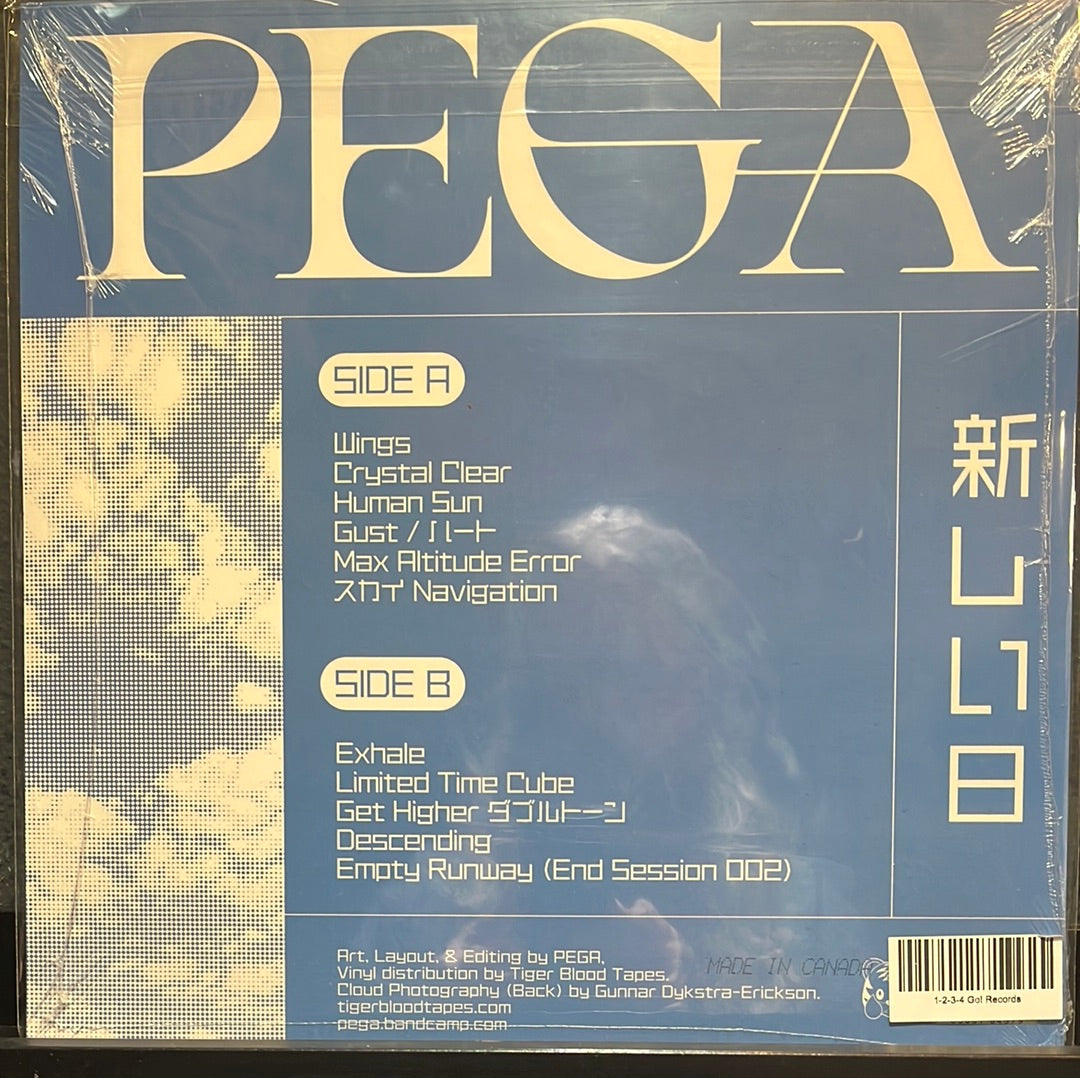 PEGA
SIDE A
Wings
Crystal Clear
Human Sun
Gust / ハート
Max Altitude Error
スカイ Navigation
SIDE B
Exhale
Limited Time Cube
Get Higher ダブルトーン
Descending
Empty Runway (End Session 002)
新しい日
Art, Layout, & Editing by PEGA.
Vinyl distribution by Tiger Blood Tapes.
Cloud Photography (Back) by Gunnar Dykstra-Erickson.
tigerbloodtapes.com
pega.bandcamp.com
MADE IN CANADA
1-2-3-4 Go! Records